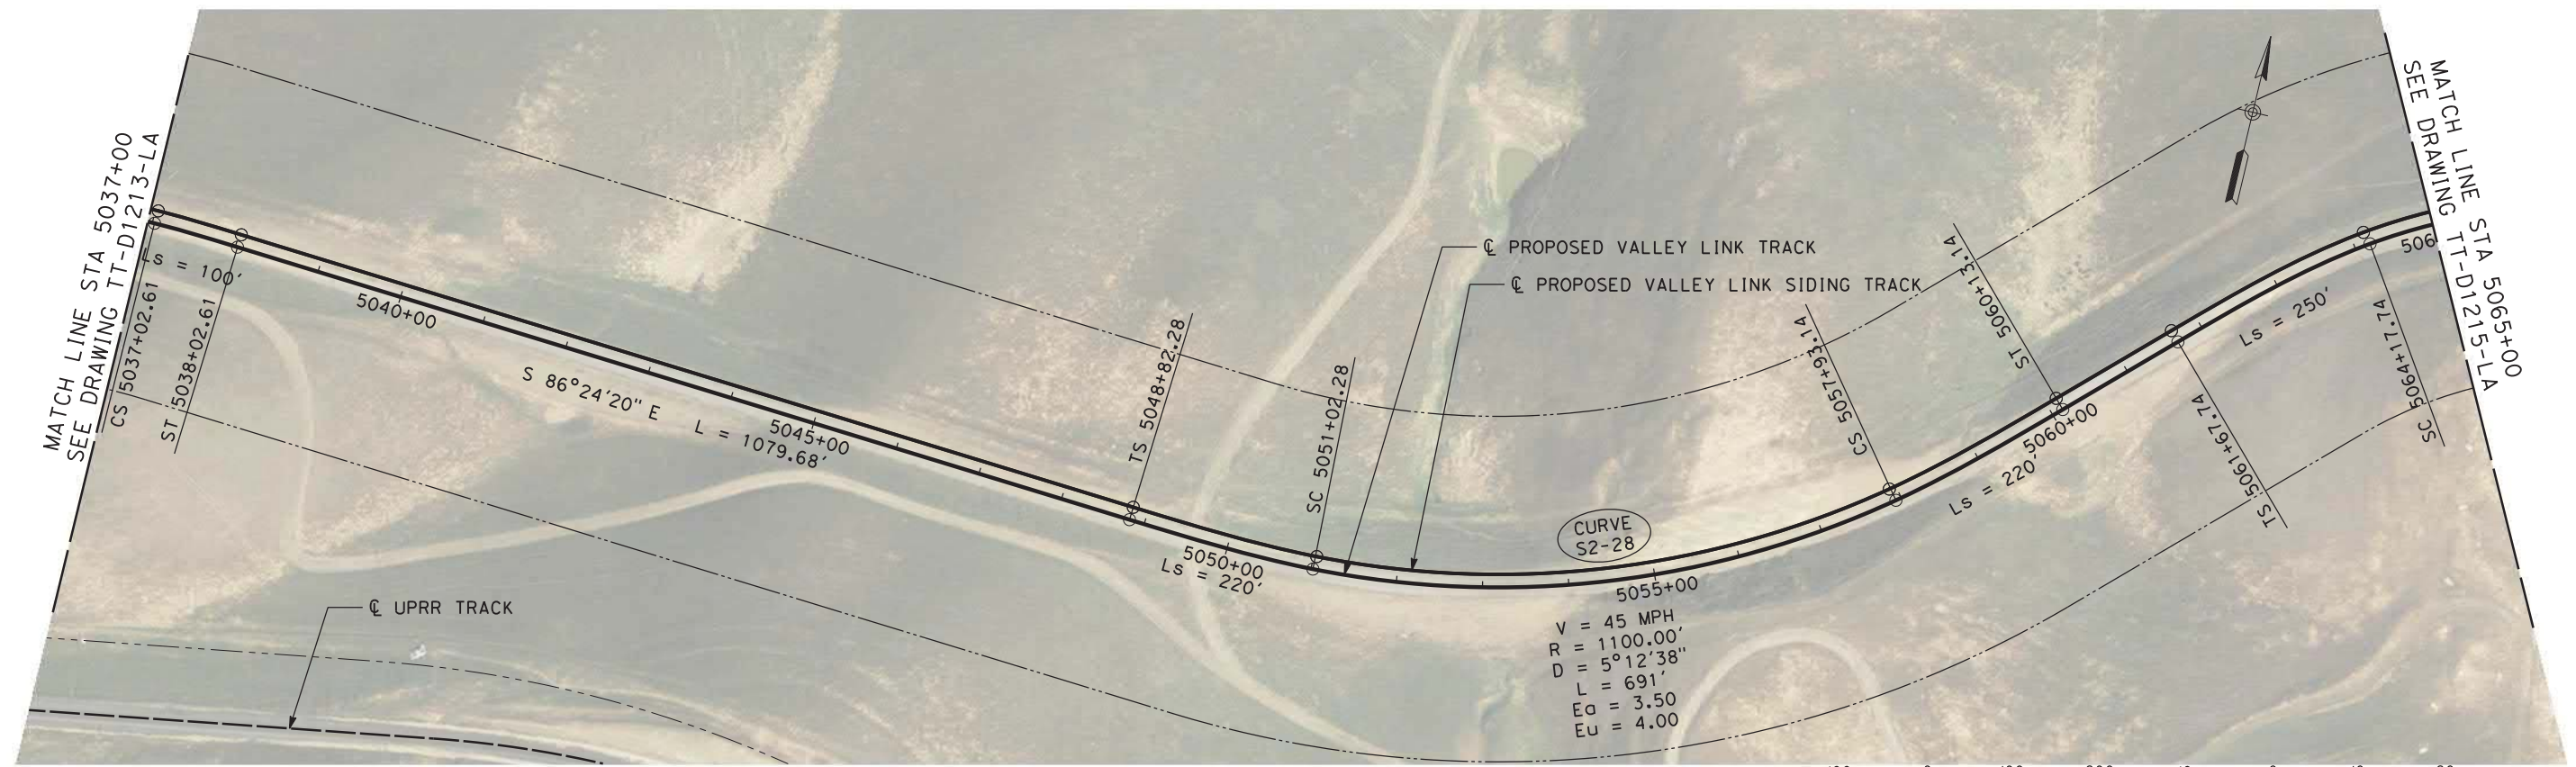 MATCH LINE STA 5037+00
SEE DRAWING TT-D1213-LA
CS 5037+02.61
ST 5038+02.61
Ls = 100'
5040+00
S 86°24'20" E L = 1079.68'
5045+00
TS 5048+82.28
5050+00
Ls = 220'
SC 5051+02.28
℄ PROPOSED VALLEY LINK TRACK
℄ PROPOSED VALLEY LINK SIDING TRACK
CURVE
S2-28
5055+00
V = 45 MPH
R = 1100.00'
D = 5°12'38"
L = 691'
Ea = 3.50
Eu = 4.00
CS 5057+93.14
ST 5060+13.14
5060+00
Ls = 220'
TS 5061+67.74
Ls = 250'
SC 5064+17.74
506
MATCH LINE STA 5065+00
SEE DRAWING TT-D1215-LA
℄ UPRR TRACK